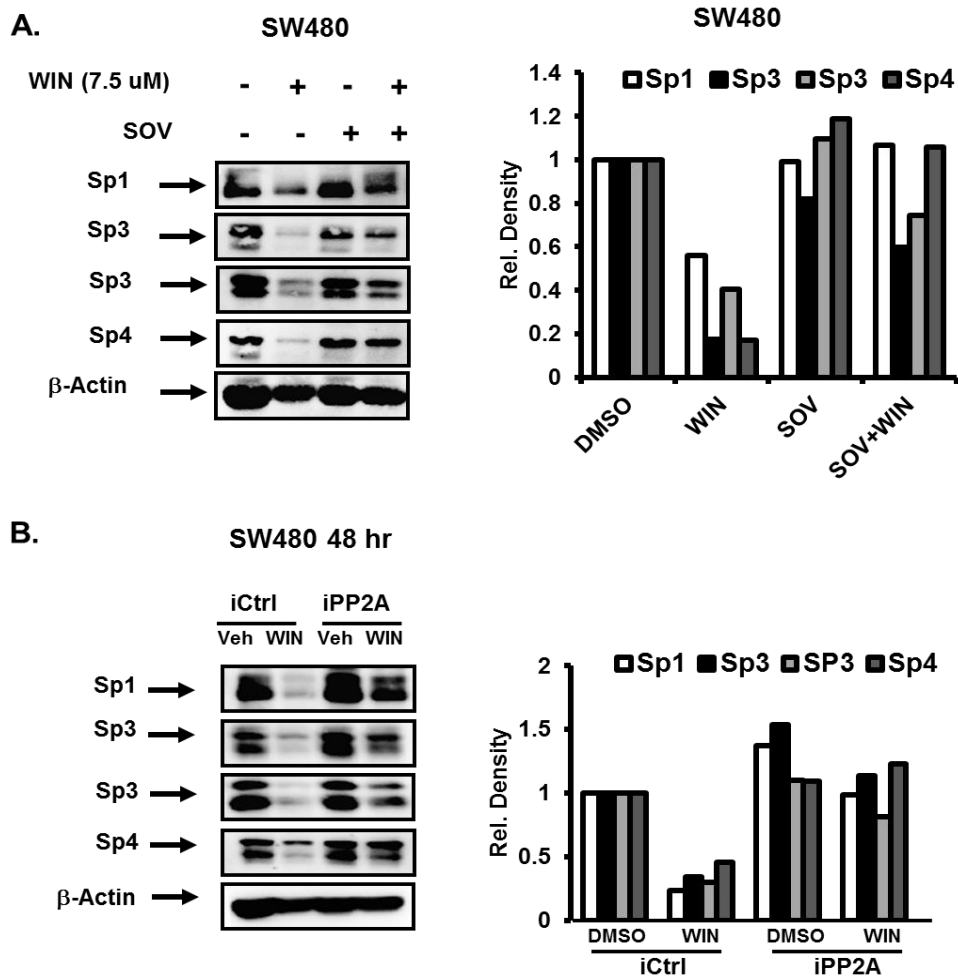 A.
SW480
WIN (7.5 uM) - + - +
SOV - - + +
Sp1
Sp3
Sp3
Sp4
β-Actin
SW480
1.4
1.2
1
0.8
0.6
0.4
0.2
0
Rel. Density
Sp1 Sp3 Sp3 Sp4
DMSO WIN SOV SOV+WIN
B.
SW480 48 hr
iCtrl iPP2A
Veh WIN Veh WIN
Sp1
Sp3
Sp3
Sp4
β-Actin
2
1.5
1
0.5
0
Rel. Density
Sp1 Sp3 SP3 Sp4
DMSO WIN DMSO WIN
iCtrl iPP2A